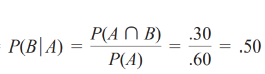 P(B|A) = P(A ∩ B) / P(A) = .30 / .60 = .50